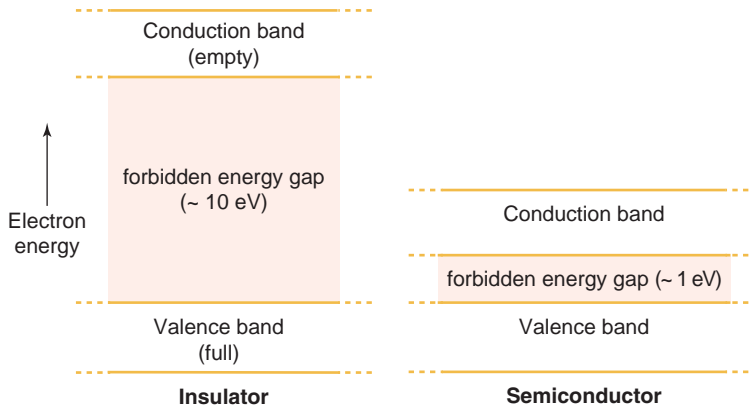 Conduction band
(empty)
forbidden energy gap
(~ 10 eV)
Electron
energy
Valence band
(full)
Insulator
Conduction band
forbidden energy gap (~ 1 eV)
Valence band
Semiconductor